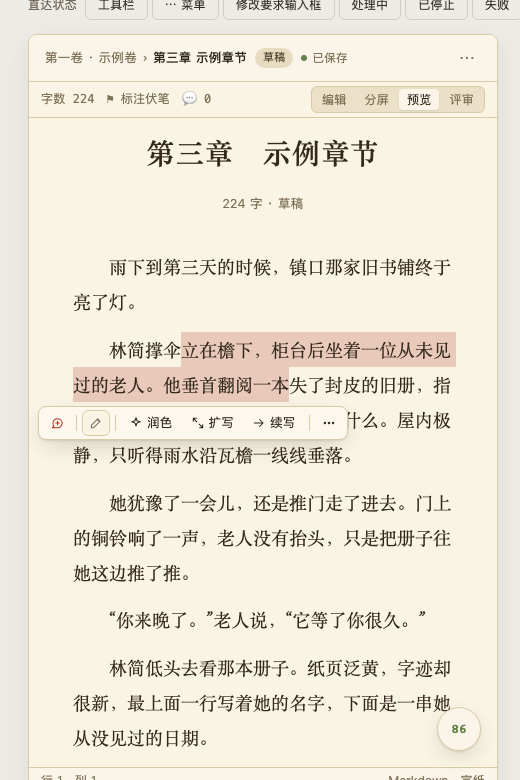 直达状态 工具栏 ··· 菜单 修改要求输入框 处理中 已停止 失败
第一卷 · 示例卷 › 第三章 示例章节 草稿 已保存 ···
字数 224 标注伏笔 0 编辑 分屏 预览 评审
第三章 示例章节
224 字 · 草稿
雨下到第三天的时候，镇口那家旧书铺终于
亮了灯。
林简撑伞立在檐下，柜台后坐着一位从未见
过的老人。他垂首翻阅一本失了封皮的旧册，指
什么。屋内极
润色 扩写 续写 ···
静，只听得雨水沿瓦檐一线线垂落。
她犹豫了一会儿，还是推门走了进去。门上
的铜铃响了一声，老人没有抬头，只是把册子往
她这边推了推。
“你来晚了。”老人说，“它等了你很久。”
林简低头去看那本册子。纸页泛黄，字迹却
很新，最上面一行写着她的名字，下面是一串她
从没见过的日期。
86
行 1，列 1